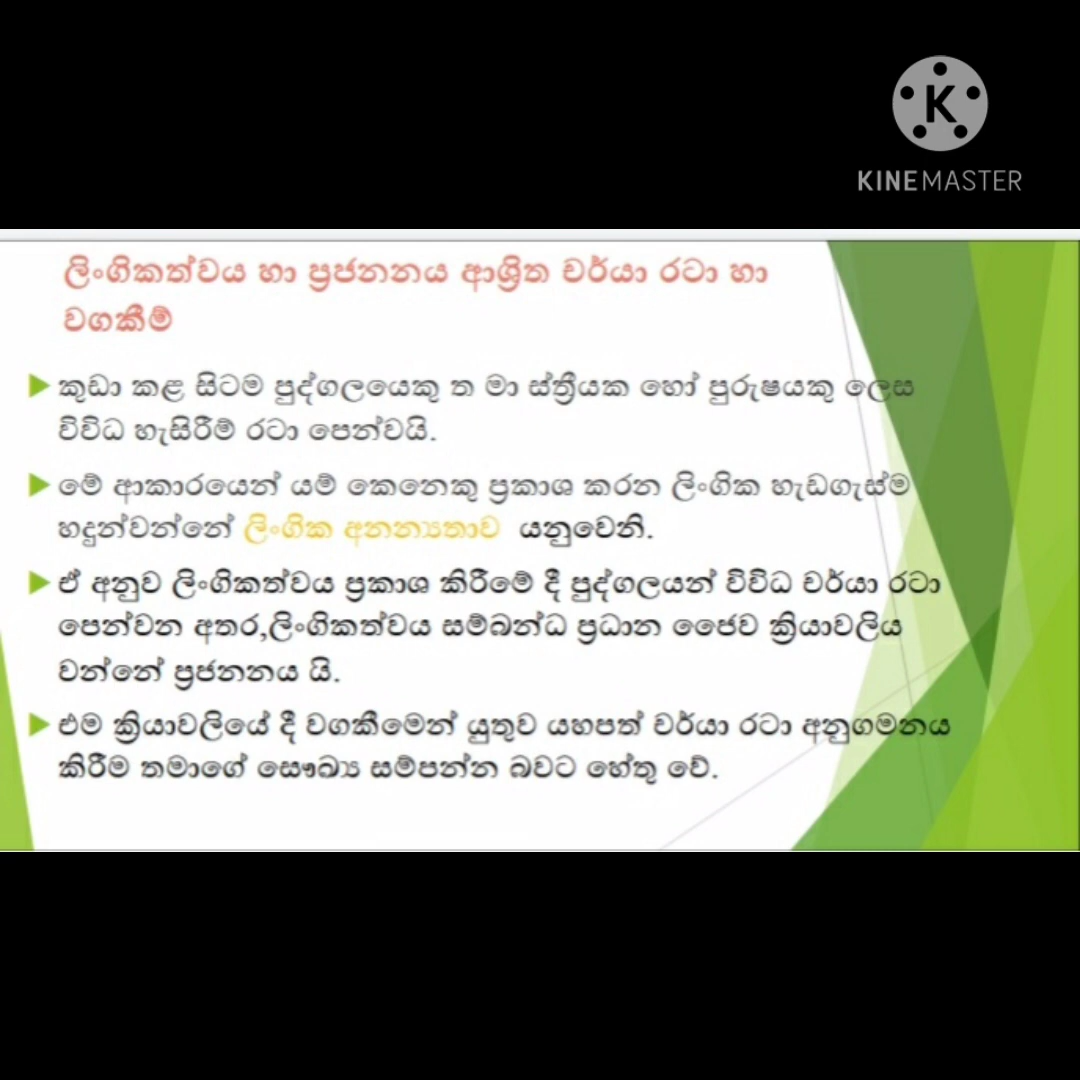 K
KINEMASTER
ලිංගිකත්වය හා ප්‍රජනනය ආශ්‍රිත චර්යා රටා හා
වගකීම්
කුඩා කළ සිටම පුද්ගලයෙකු ත මා ස්ත්‍රීයක හෝ පුරුෂයකු ලෙස
විවිධ හැසිරීම් රටා පෙන්වයි.
මේ ආකාරයෙන් යම් කෙනෙකු ප්‍රකාශ කරන ලිංගික හැඩගැස්ම
හදුන්වන්නේ ලිංගික අනන්‍යතාව යනුවෙනි.
ඒ අනුව ලිංගිකත්වය ප්‍රකාශ කිරීමේ දී පුද්ගලයන් විවිධ චර්යා රටා
පෙන්වන අතර,ලිංගිකත්වය සම්බන්ධ ප්‍රධාන ජෛව ක්‍රියාවලිය
වන්නේ ප්‍රජනනය යි.
එම ක්‍රියාවලියේ දී වගකීමෙන් යුතුව යහපත් චර්යා රටා අනුගමනය
කිරීම තමාගේ සෞඛ්‍ය සම්පන්න බවට හේතු වේ.